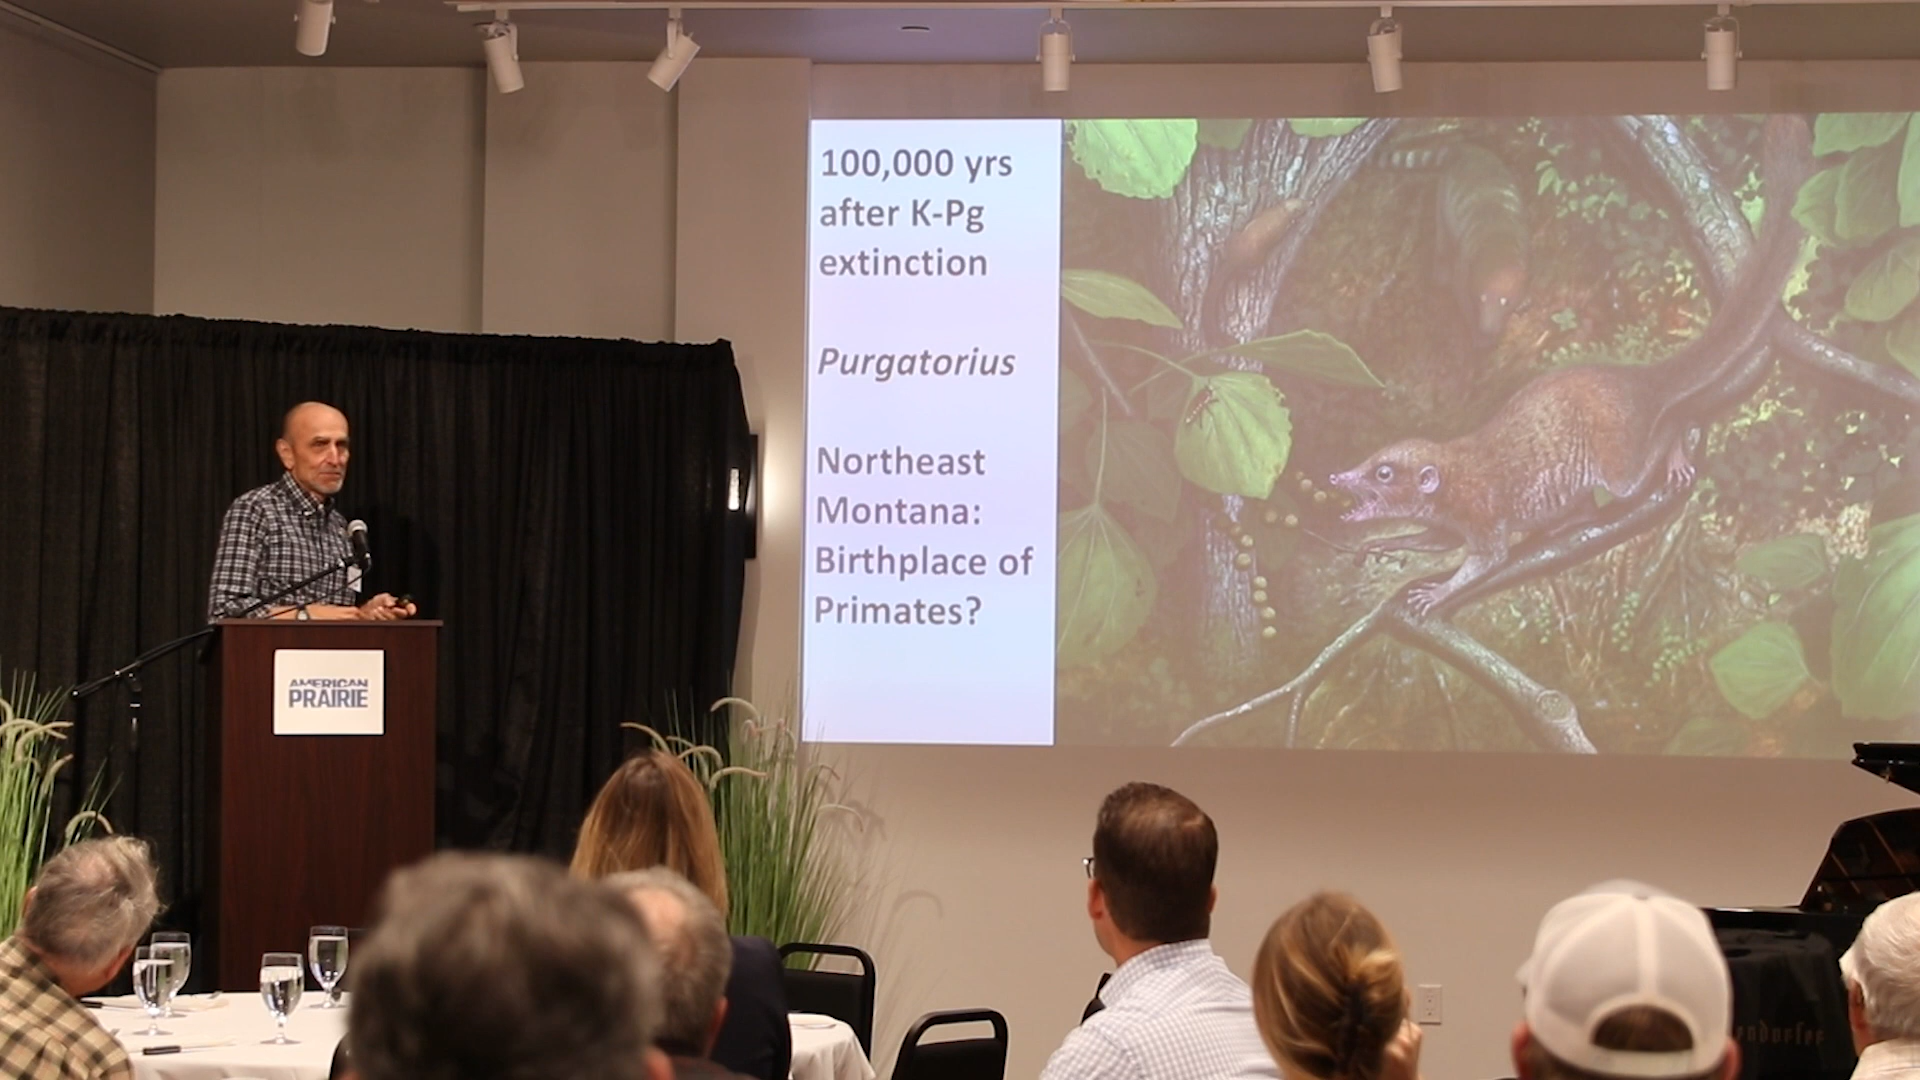 100,000 yrs
after K-Pg
extinction
Purgatorius
Northeast
Montana:
Birthplace of
Primates?
AMERICAN
PRAIRIE